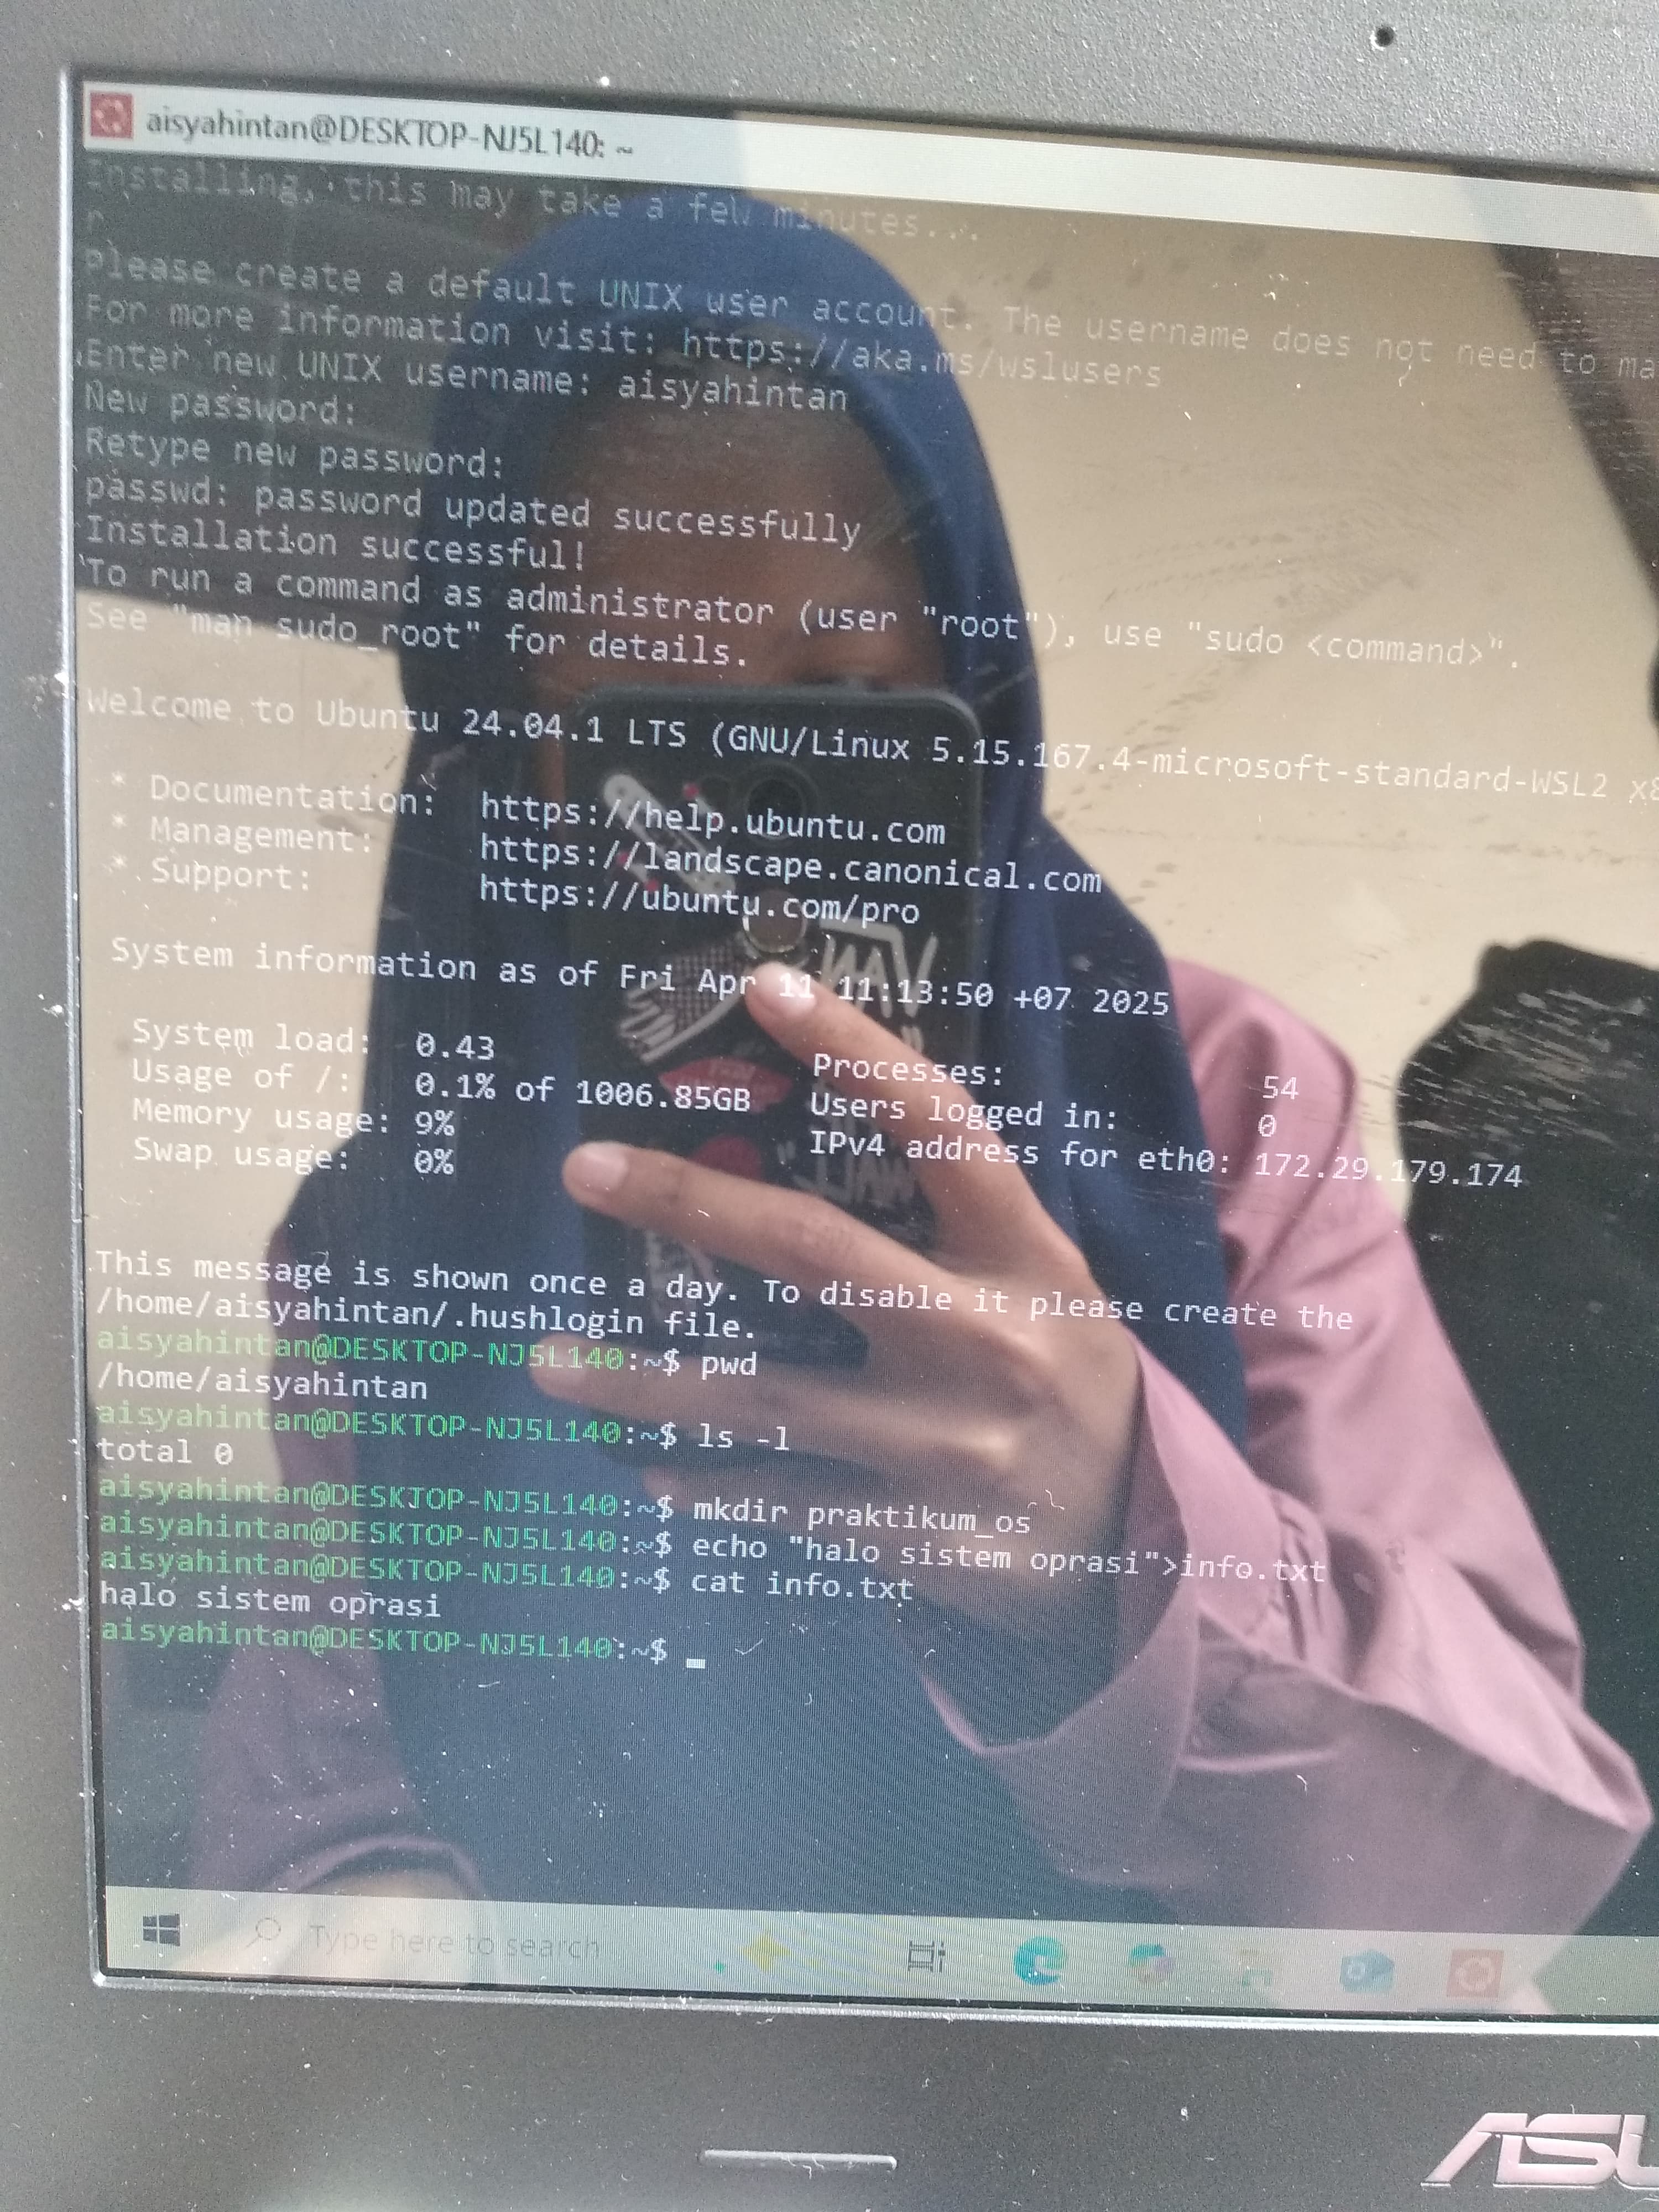 aisyahintan@DESKTOP-NJ5L140: ~
Installing, this may take a few minutes...
r
Please create a default UNIX user account. The username does not need to ma
For more information visit: https://aka.ms/wslusers
Enter new UNIX username: aisyahintan
New password:
Retype new password:
passwd: password updated successfully
Installation successful!
To run a command as administrator (user "root"), use "sudo <command>".
See "man sudo_root" for details.
Welcome to Ubuntu 24.04.1 LTS (GNU/Linux 5.15.167.4-microsoft-standard-WSL2 x8
* Documentation: https://help.ubuntu.com
* Management: https://landscape.canonical.com
* Support: https://ubuntu.com/pro
System information as of Fri Apr 11 11:13:50 +07 2025
System load: 0.43 Processes: 54
Usage of /: 0.1% of 1006.85GB Users logged in: 0
Memory usage: 9% IPv4 address for eth0: 172.29.179.174
Swap usage: 0%
This message is shown once a day. To disable it please create the
/home/aisyahintan/.hushlogin file.
aisyahintan@DESKTOP-NJ5L140:~$ pwd
/home/aisyahintan
aisyahintan@DESKTOP-NJ5L140:~$ ls -l
total 0
aisyahintan@DESKTOP-NJ5L140:~$ mkdir praktikum_os
aisyahintan@DESKTOP-NJ5L140:~$ echo "halo sistem oprasi">info.txt
aisyahintan@DESKTOP-NJ5L140:~$ cat info.txt
halo sistem oprasi
aisyahintan@DESKTOP-NJ5L140:~$
Type here to search
ASU